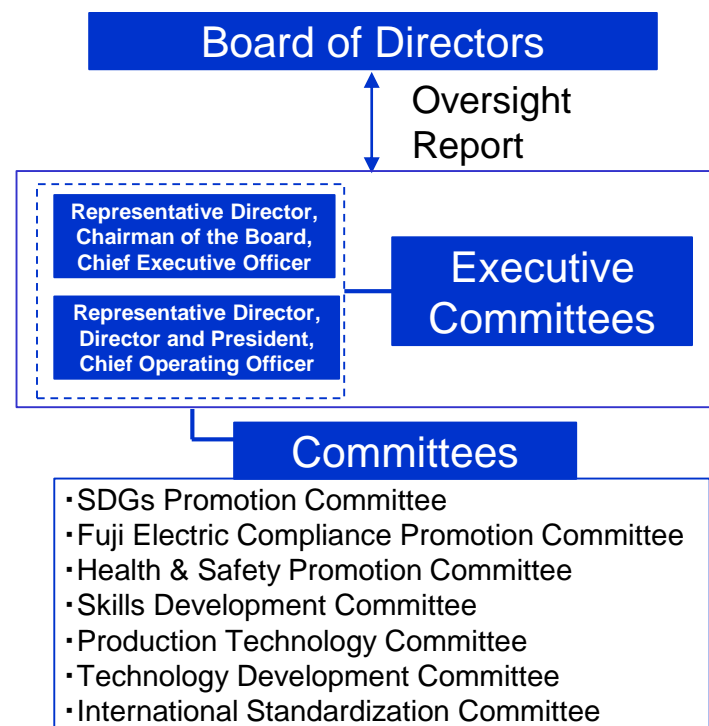 Board of Directors
Oversight
Report
Representative Director,
Chairman of the Board,
Chief Executive Officer
Representative Director,
Director and President,
Chief Operating Officer
Executive
Committees
Committees
・SDGs Promotion Committee
・Fuji Electric Compliance Promotion Committee
・Health & Safety Promotion Committee
・Skills Development Committee
・Production Technology Committee
・Technology Development Committee
・International Standardization Committee